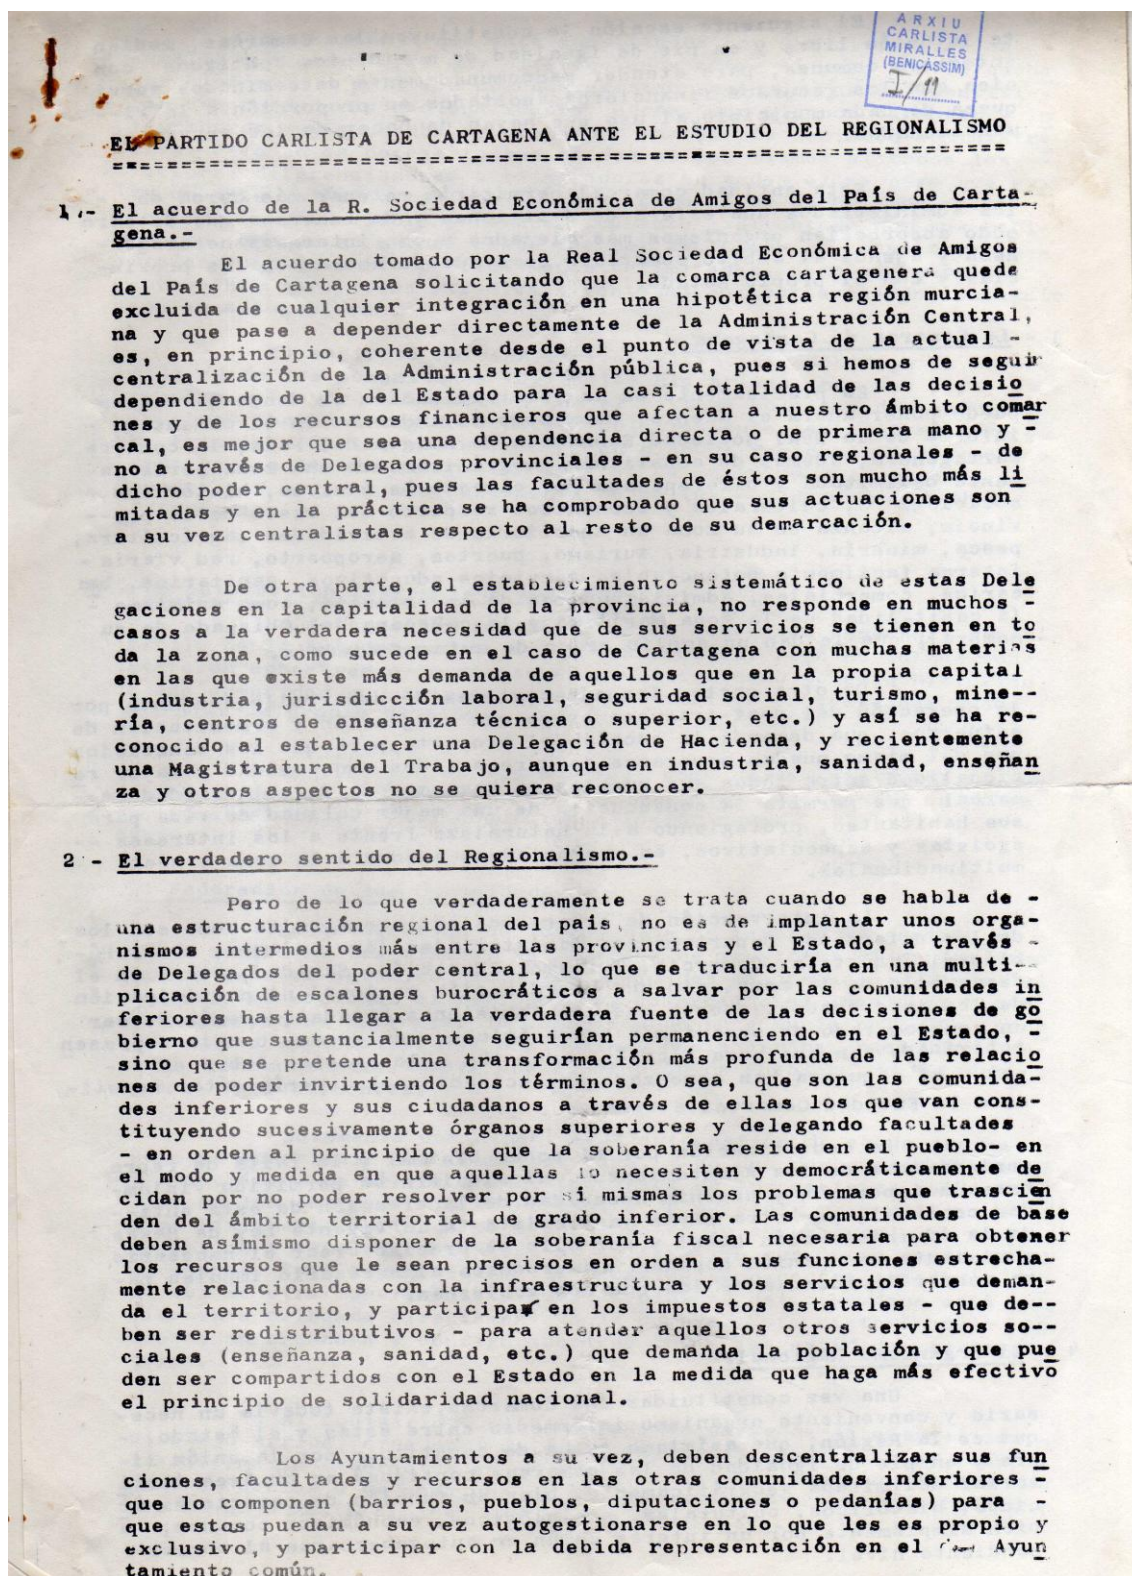 ARXIU
CARLISTA
MIRALLES
(BENICÀSSIM)
I/11
EL PARTIDO CARLISTA DE CARTAGENA ANTE EL ESTUDIO DEL REGIONALISMO
1.- El acuerdo de la R. Sociedad Económica de Amigos del País de Carta-
gena.-
El acuerdo tomado por la Real Sociedad Económica de Amigos
del País de Cartagena solicitando que la comarca cartagenera quede
excluida de cualquier integración en una hipotética región murcia-
na y que pase a depender directamente de la Administración Central,
es, en principio, coherente desde el punto de vista de la actual -
centralización de la Administración pública, pues si hemos de seguir
dependiendo de la del Estado para la casi totalidad de las decisio
nes y de los recursos financieros que afectan a nuestro ámbito comar
cal, es mejor que sea una dependencia directa o de primera mano y -
no a través de Delegados provinciales - en su caso regionales - de
dicho poder central, pues las facultades de éstos son mucho más li
mitadas y en la práctica se ha comprobado que sus actuaciones son
a su vez centralistas respecto al resto de su demarcación.
De otra parte, el establecimiento sistemático de estas Dele
gaciones en la capitalidad de la provincia, no responde en muchos -
casos a la verdadera necesidad que de sus servicios se tienen en to
da la zona, como sucede en el caso de Cartagena con muchas materias
en las que existe más demanda de aquellos que en la propia capital
(industria, jurisdicción laboral, seguridad social, turismo, mine--
ría, centros de enseñanza técnica o superior, etc.) y así se ha re-
conocido al establecer una Delegación de Hacienda, y recientemente
una Magistratura del Trabajo, aunque en industria, sanidad, enseñan
za y otros aspectos no se quiera reconocer.
2 - El verdadero sentido del Regionalismo.-
Pero de lo que verdaderamente se trata cuando se habla de -
una estructuración regional del pais, no es de implantar unos orga-
nismos intermedios más entre las provincias y el Estado, a través -
de Delegados del poder central, lo que se traduciría en una multi--
plicación de escalones burocráticos a salvar por las comunidades in
feriores hasta llegar a la verdadera fuente de las decisiones de go
bierno que sustancialmente seguirían permanenciendo en el Estado, -
sino que se pretende una transformación más profunda de las relacio
nes de poder invirtiendo los términos. O sea, que son las comunida-
des inferiores y sus ciudadanos a través de ellas los que van cons-
tituyendo sucesivamente órganos superiores y delegando facultades
- en orden al principio de que la soberanía reside en el pueblo- en
el modo y medida en que aquellas lo necesiten y democráticamente de
cidan por no poder resolver por sí mismas los problemas que trascien
den del ámbito territorial de grado inferior. Las comunidades de base
deben asímismo disponer de la soberanía fiscal necesaria para obtener
los recursos que le sean precisos en orden a sus funciones estrecha-
mente relacionadas con la infraestructura y los servicios que deman-
da el territorio, y participar en los impuestos estatales - que de--
ben ser redistributivos - para atender aquellos otros servicios so--
ciales (enseñanza, sanidad, etc.) que demanda la población y que pue
den ser compartidos con el Estado en la medida que haga más efectivo
el principio de solidaridad nacional.
Los Ayuntamientos a su vez, deben descentralizar sus fun
ciones, facultades y recursos en las otras comunidades inferiores -
que lo componen (barrios, pueblos, diputaciones o pedanías) para -
que estas puedan a su vez autogestionarse en lo que les es propio y
exclusivo, y participar con la debida representación en el Ayun
tamiento común.